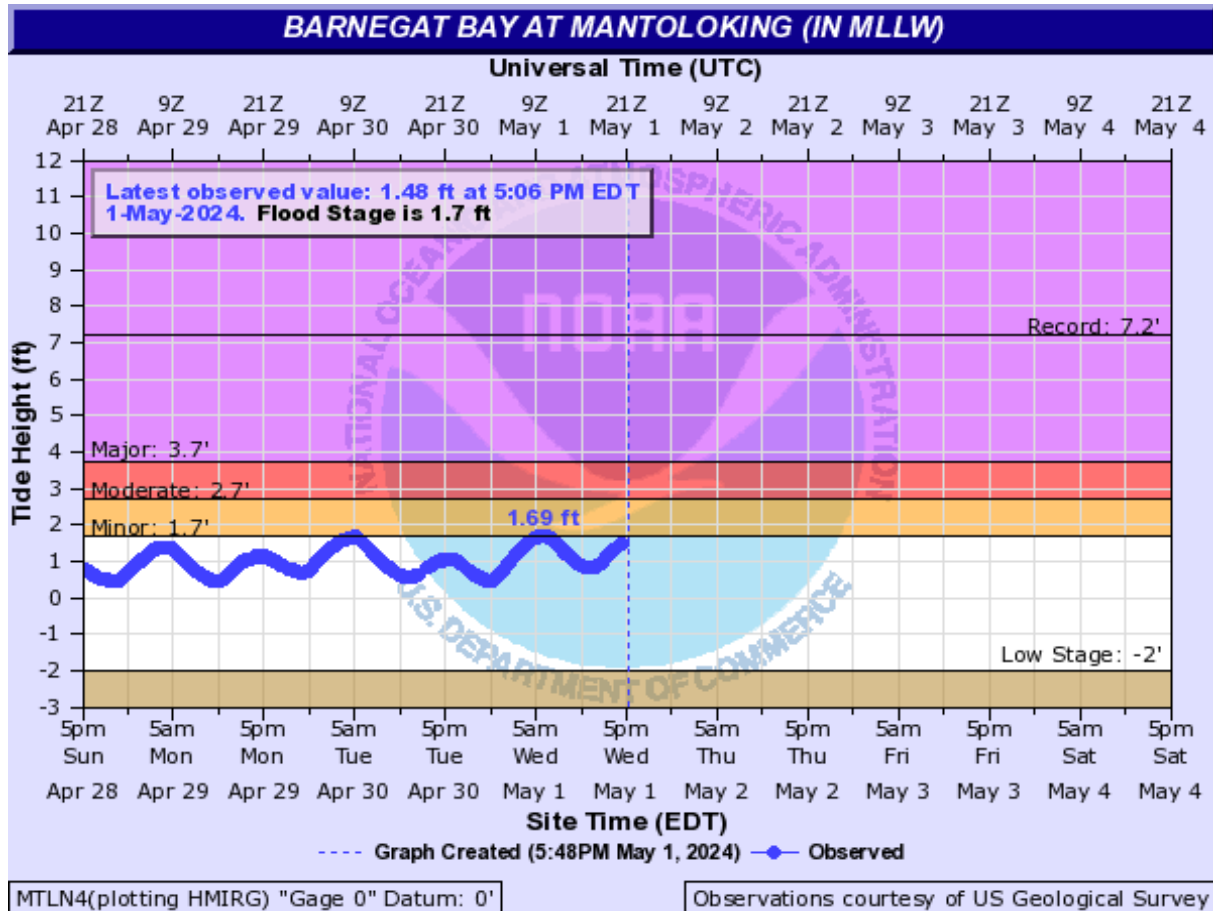 BARNEGAT BAY AT MANTOLOKING (IN MLLW)
Universal Time (UTC)
21Z 9Z 21Z 9Z 21Z 9Z 21Z 9Z 21Z 9Z 21Z 9Z 21Z
Apr 28 Apr 29 Apr 29 Apr 30 Apr 30 May 1 May 1 May 2 May 2 May 3 May 3 May 4 May 4
Latest observed value: 1.48 ft at 5:06 PM EDT
1-May-2024. Flood Stage is 1.7 ft
NATIONAL OCEANIC AND ATMOSPHERIC ADMINISTRATION
NOAA
U.S. DEPARTMENT OF COMMERCE
Tide Height (ft)
12
11
10
9
8
7
6
5
4
3
2
1
0
-1
-2
-3
Record: 7.2'
Major: 3.7'
Moderate: 2.7'
Minor: 1.7'
1.69 ft
Low Stage: -2'
5pm 5am 5pm 5am 5pm 5am 5pm 5am 5pm 5am 5pm 5am 5pm
Sun Mon Mon Tue Tue Wed Wed Thu Thu Fri Fri Sat Sat
Apr 28 Apr 29 Apr 29 Apr 30 Apr 30 May 1 May 1 May 2 May 2 May 3 May 3 May 4 May 4
Site Time (EDT)
Graph Created (5:48PM May 1, 2024) Observed
MTLN4(plotting HMIRG) "Gage 0" Datum: 0'
Observations courtesy of US Geological Survey